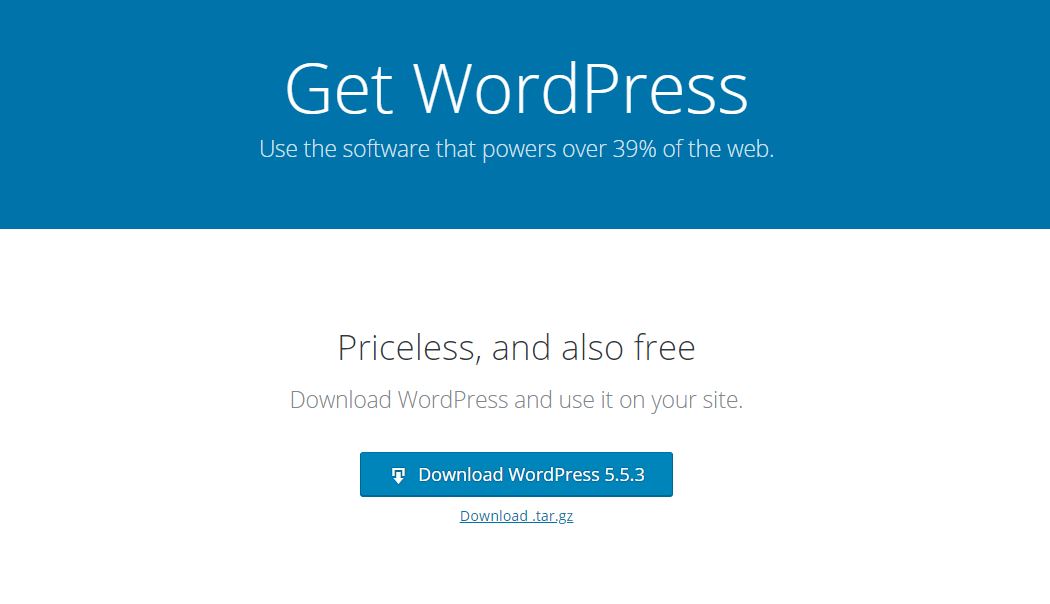 Get WordPress
Use the software that powers over 39% of the web.
Priceless, and also free
Download WordPress and use it on your site.
Download WordPress 5.5.3
Download .tar.gz